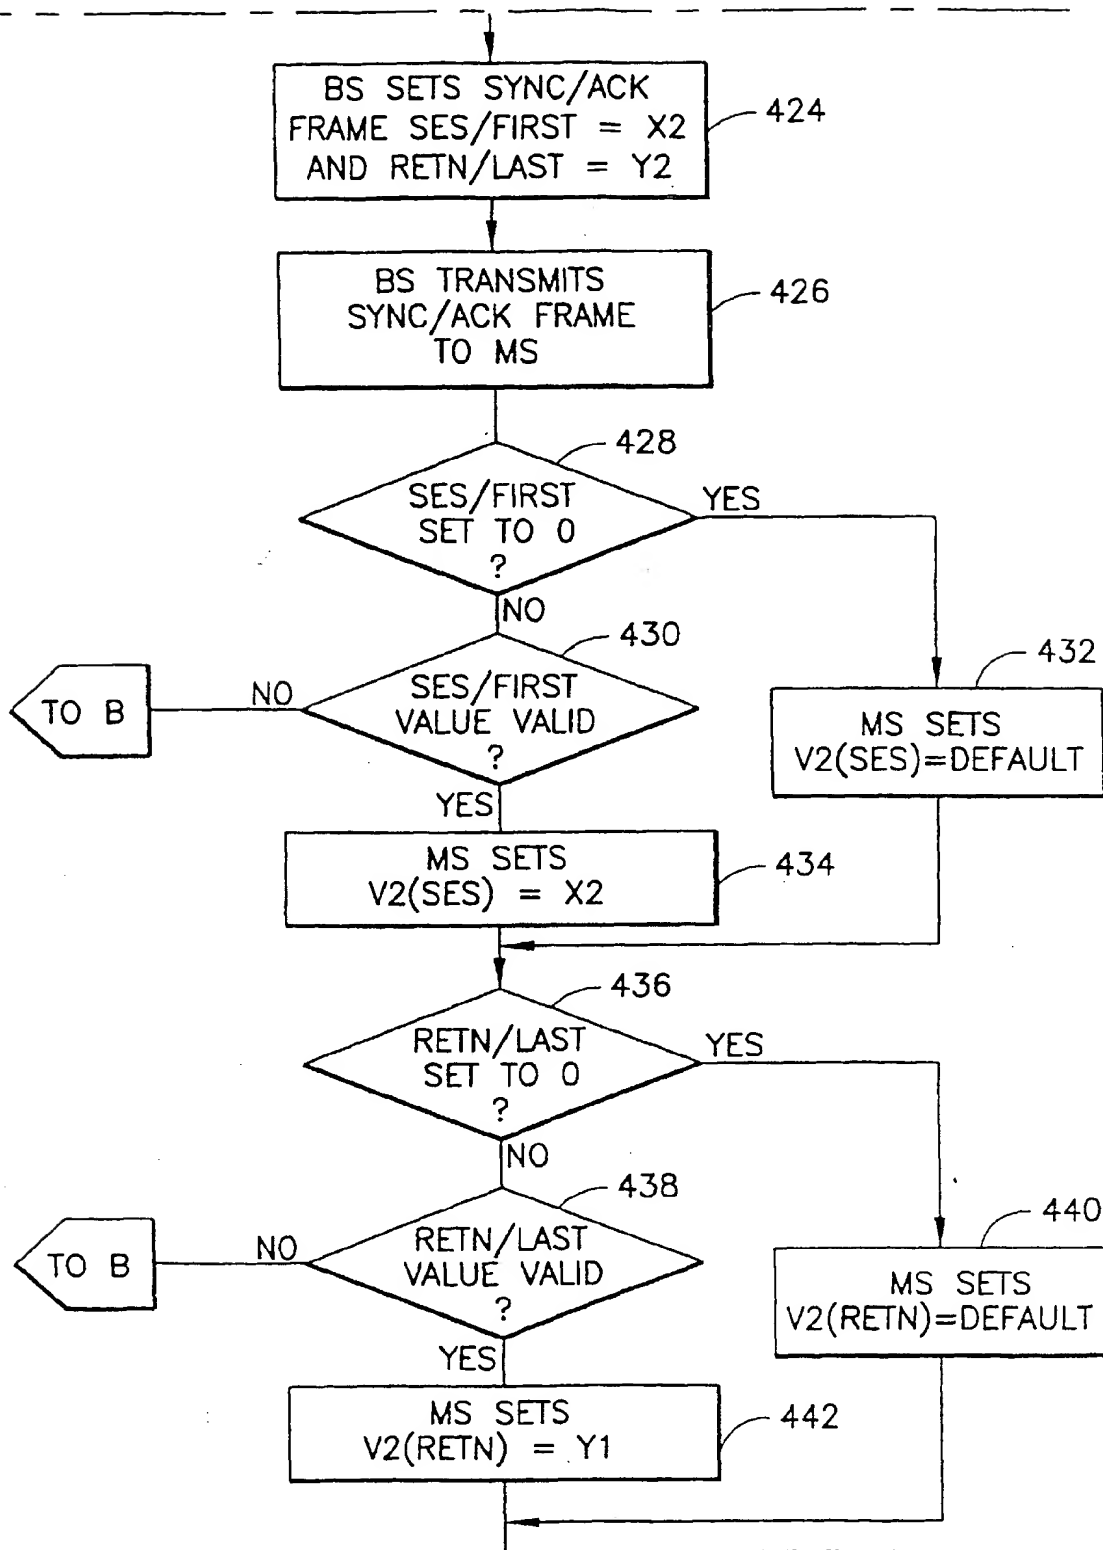 BS SETS SYNC/ACK
FRAME SES/FIRST = X2
AND RETN/LAST = Y2
424
BS TRANSMITS
SYNC/ACK FRAME
TO MS
426
428
SES/FIRST
SET TO 0
?
YES
NO
430
SES/FIRST
VALUE VALID
?
NO
TO B
YES
432
MS SETS
V2(SES)=DEFAULT
MS SETS
V2(SES) = X2
434
436
RETN/LAST
SET TO 0
?
YES
NO
438
RETN/LAST
VALUE VALID
?
NO
TO B
YES
440
MS SETS
V2(RETN)=DEFAULT
MS SETS
V2(RETN) = Y1
442